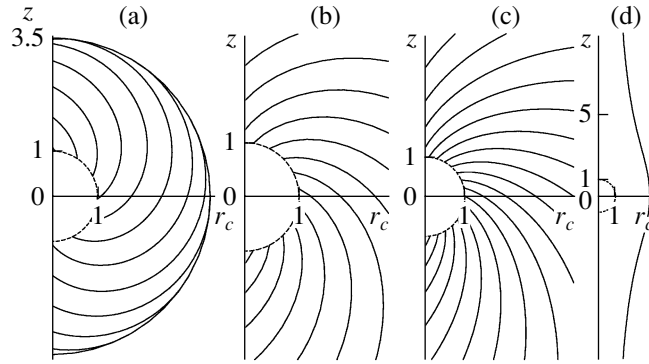 z (a) (b) (c) (d)
3.5 z z z
5
1 1 1 1
0 0 0 0
1 r_c 1 r_c 1 r_c 1 r_c